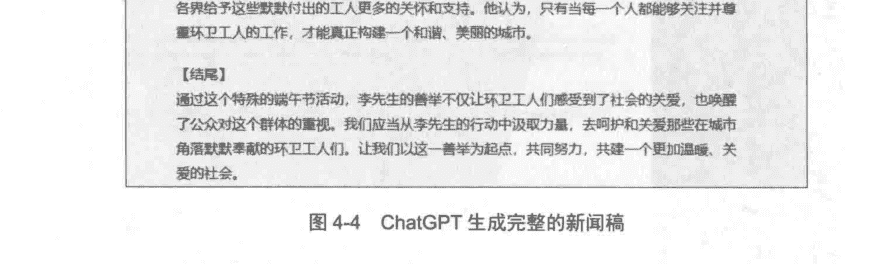 各界给予这些默默付出的工人更多的关怀和支持。他认为，只有当每一个人都能够关注并尊
重环卫工人的工作，才能真正构建一个和谐、美丽的城市。
【结尾】
通过这个特殊的端午节活动，李先生的善举不仅让环卫工人们感受到了社会的关爱，也唤醒
了公众对这个群体的重视。我们应当从李先生的行动中汲取力量，去呵护和关爱那些在城市
角落默默奉献的环卫工人们。让我们以这一善举为起点，共同努力，共建一个更加温暖、关
爱的社会。
图 4-4 ChatGPT 生成完整的新闻稿